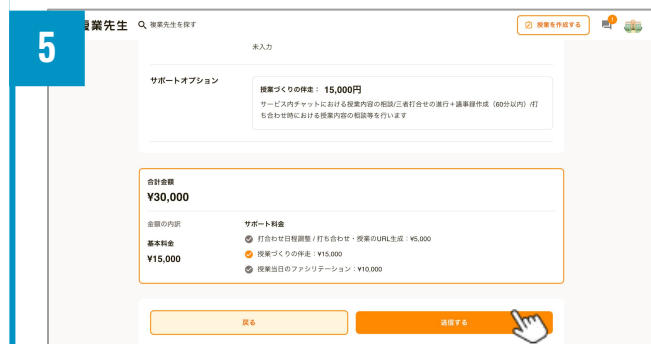 5
複業先生
複業先生を探す
授業を作成する
未入力
サポートオプション
授業づくりの伴走： 15,000円
サービス内チャットにおける授業内容の相談/三者打合せの進行＋議事録作成（60分以内）/打
ち合わせ時における授業内容の相談等を行います
合計金額
¥30,000
金額の内訳
サポート料金
基本料金
¥15,000
打合わせ日程調整 / 打ち合わせ・授業のURL生成：¥5,000
授業づくりの伴走：¥15,000
授業当日のファシリテーション：¥10,000
戻る
送信する